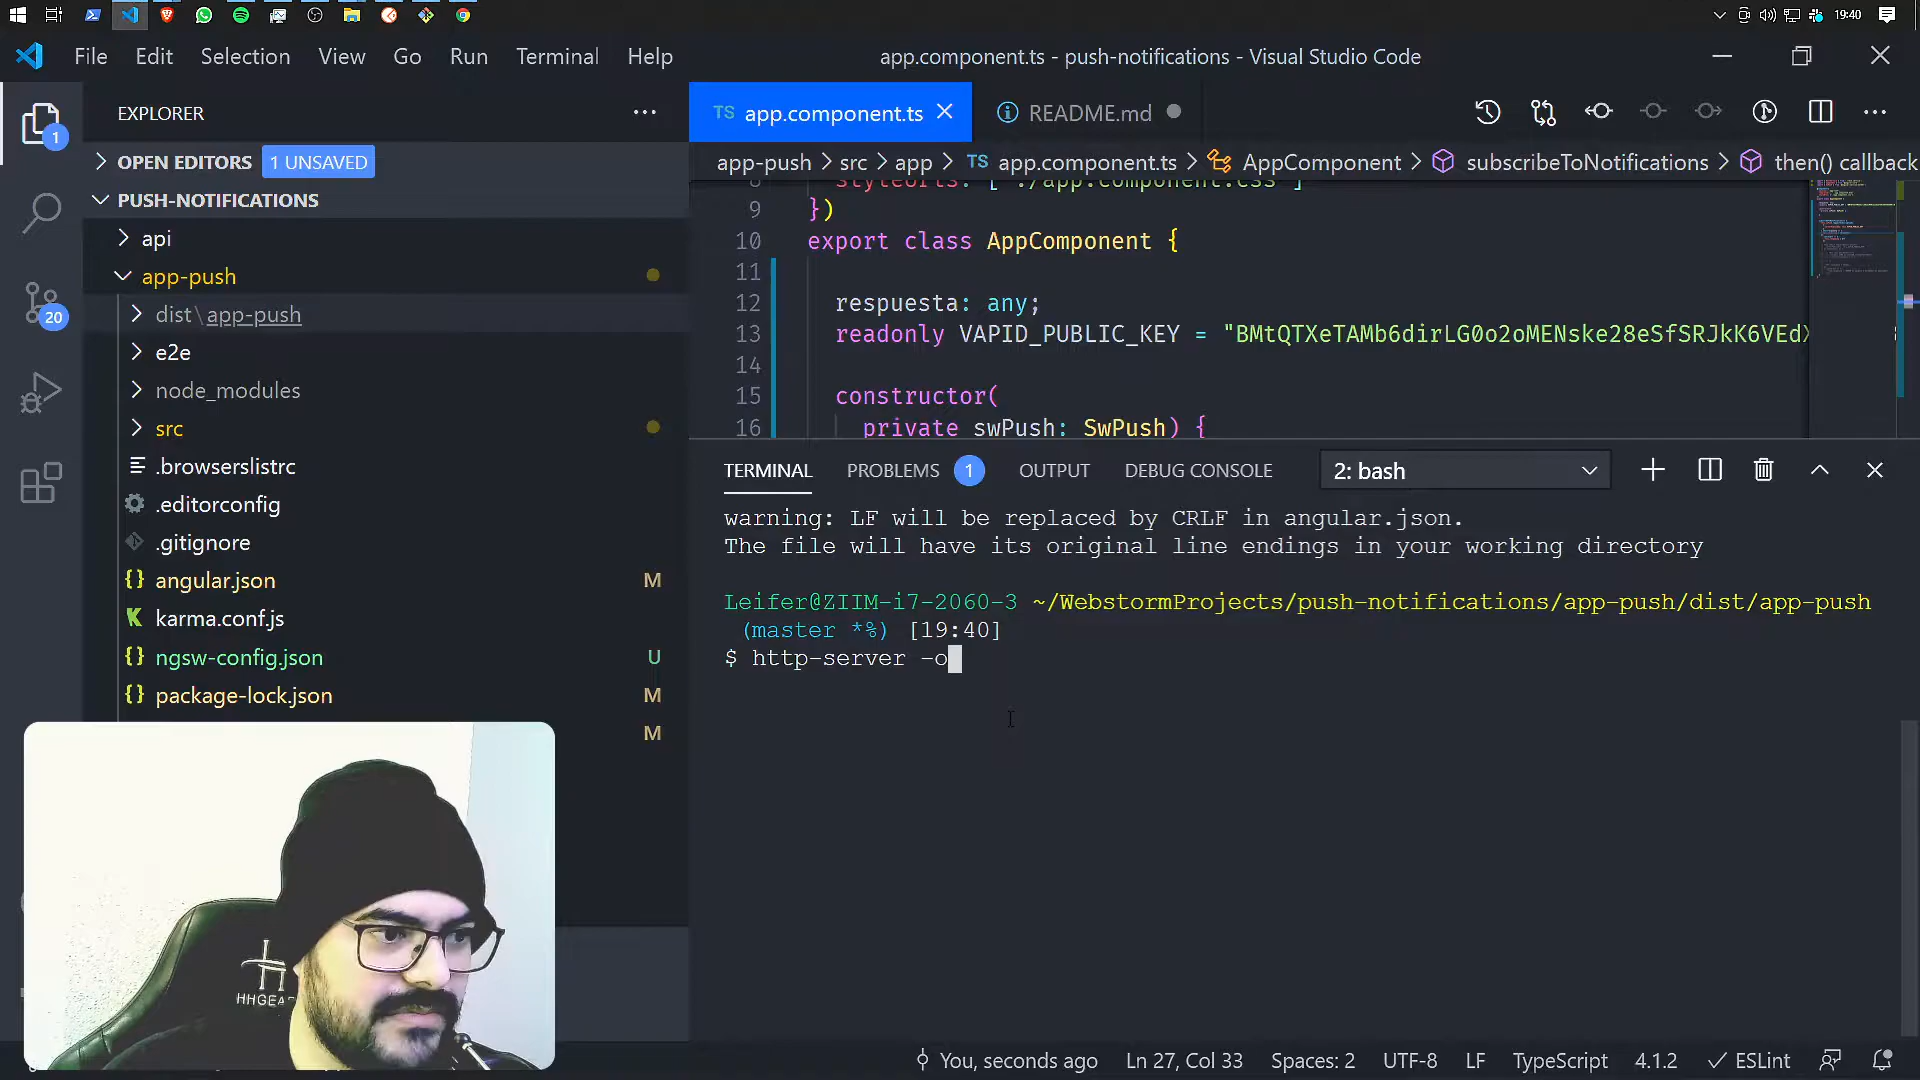 19:40
File Edit Selection View Go Run Terminal Help
app.component.ts - push-notifications - Visual Studio Code
EXPLORER
OPEN EDITORS 1 UNSAVED
PUSH-NOTIFICATIONS
api
app-push
dist\app-push
e2e
node_modules
src
.browserslistrc
.editorconfig
.gitignore
angular.json M
karma.conf.js
ngsw-config.json U
package-lock.json M
M
1
20
TS app.component.ts
README.md
app-push > src > app > TS app.component.ts > AppComponent > subscribeToNotifications > then() callback
8 styleUrls: ['./app.component.css']
9 })
10 export class AppComponent {
11
12 respuesta: any;
13 readonly VAPID_PUBLIC_KEY = "BMtQTXeTAMb6dirLG0o2oMENske28eSfSRJkK6VEdX
14
15 constructor(
16 private swPush: SwPush) {
TERMINAL PROBLEMS 1 OUTPUT DEBUG CONSOLE 2: bash
warning: LF will be replaced by CRLF in angular.json.
The file will have its original line endings in your working directory
Leifer@ZIIM-i7-2060-3 ~/WebstormProjects/push-notifications/app-push/dist/app-push
(master *%) [19:40]
$ http-server -o
HHGEA
You, seconds ago Ln 27, Col 33 Spaces: 2 UTF-8 LF TypeScript 4.1.2 ESLint